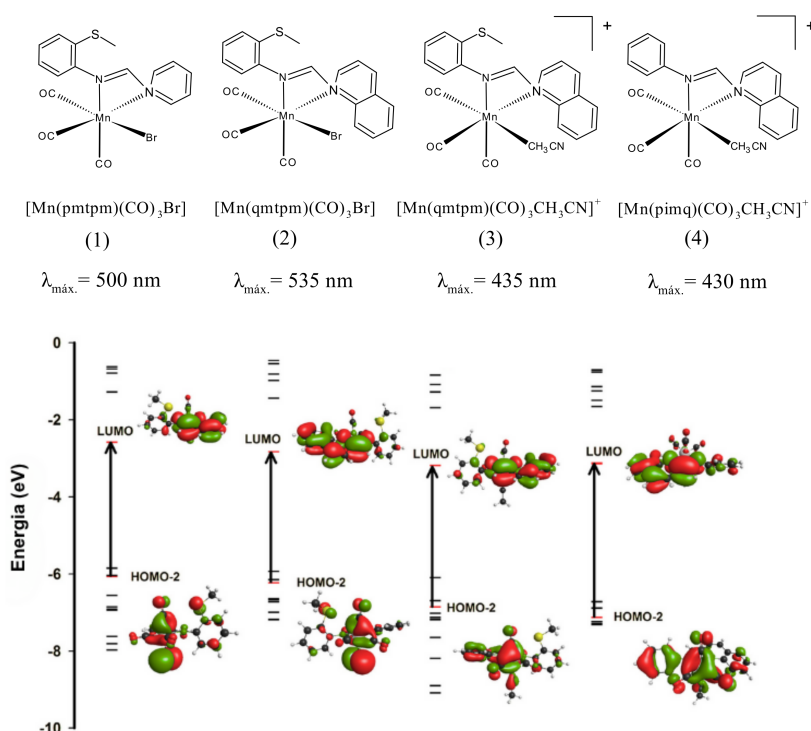 S S S +
N N N N N N N N +
OC Mn OC Mn OC Mn OC Mn
OC Br OC Br OC CH3CN OC CH3CN
CO CO CO CO
[Mn(pmtpm)(CO)3Br] [Mn(qmtpm)(CO)3Br] [Mn(qmtpm)(CO)3CH3CN]+ [Mn(pimq)(CO)3CH3CN]+
(1) (2) (3) (4)
λmáx.= 500 nm λmáx.= 535 nm λmáx.= 435 nm λmáx.= 430 nm
0
-2
LUMO LUMO LUMO LUMO
-4
Energia (eV)
-6
HOMO-2 HOMO-2 HOMO-2 HOMO-2
-8
-10